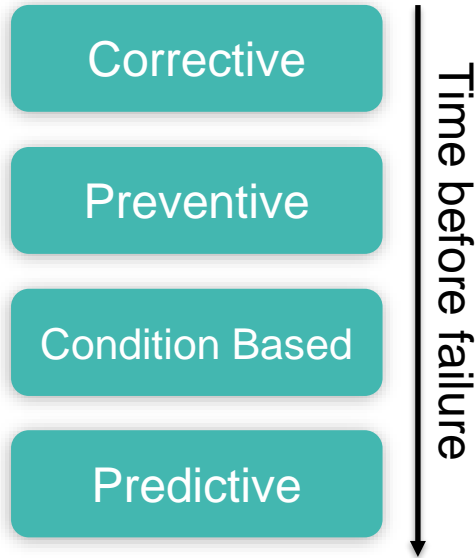 Corrective
Preventive
Condition Based
Predictive
Time before failure